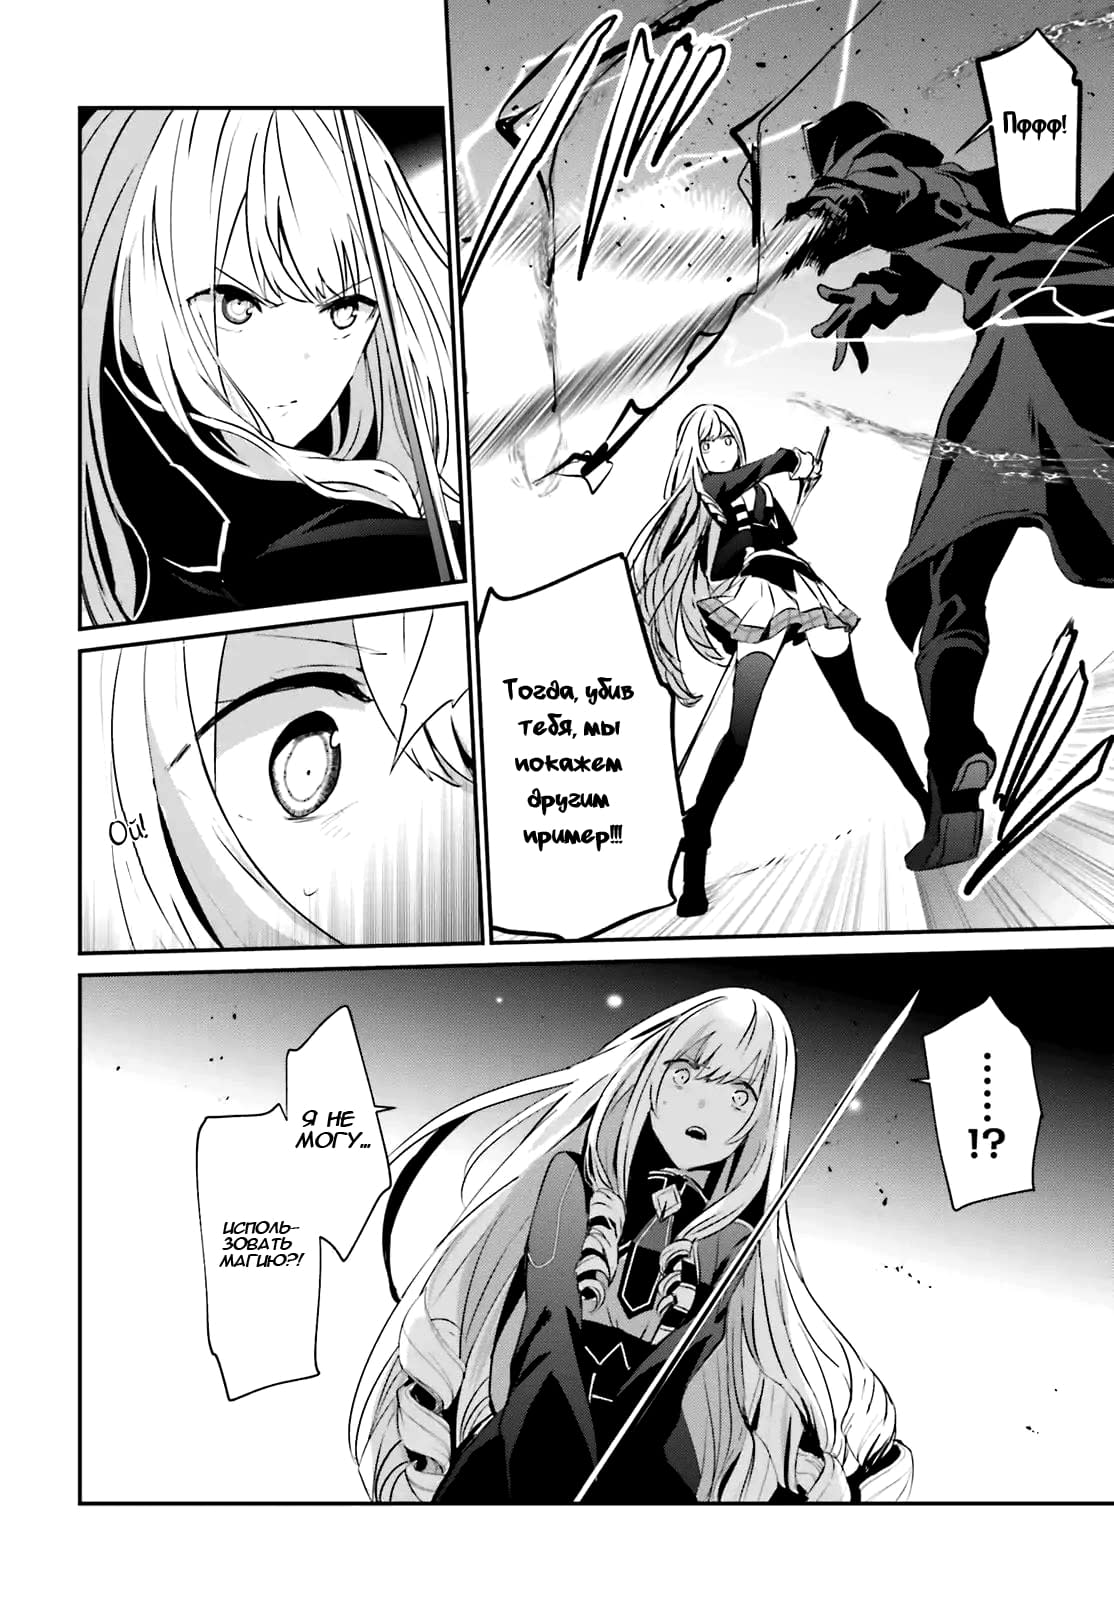 Пффф!
Тогда, убив
тебя, мы
покажем
другим
пример!!!
Ой!
.......
!?
Я НЕ
МОГУ...
ИСПОЛЬ-
ЗОВАТЬ
МАГИЮ?!